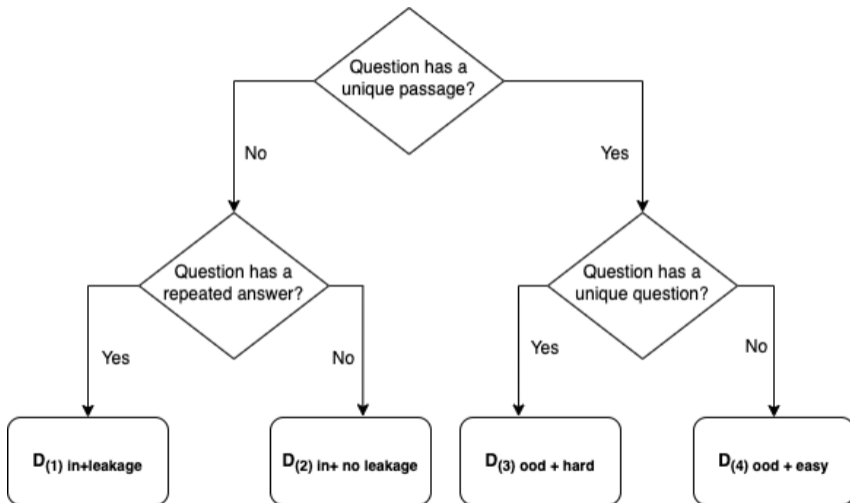 Question has a
unique passage?
No
Yes
Question has a
repeated answer?
Question has a
unique question?
Yes
No
Yes
No
D(1) in+leakage
D(2) in+ no leakage
D(3) ood + hard
D(4) ood + easy